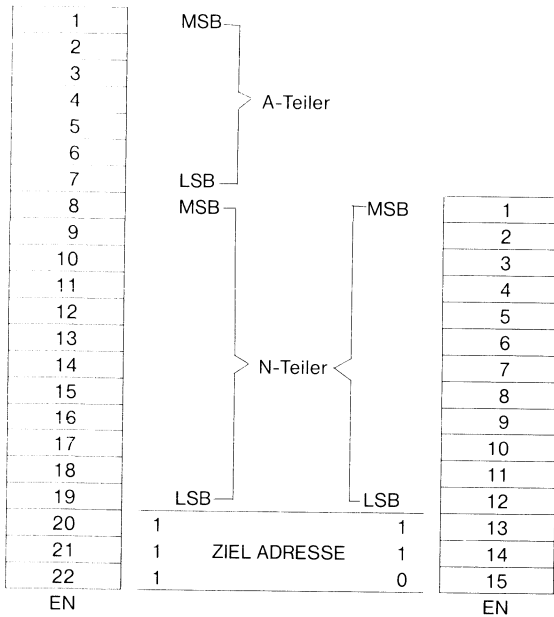 1 MSB
2
3
4 A-Teiler
5
6
7 LSB
8 MSB MSB 1
9 2
10 3
11 4
12 5
13 6
14 N-Teiler 7
15 8
16 9
17 10
18 11
19 LSB LSB 12
20 1 1 13
21 1 ZIEL ADRESSE 1 14
22 1 0 15
EN EN